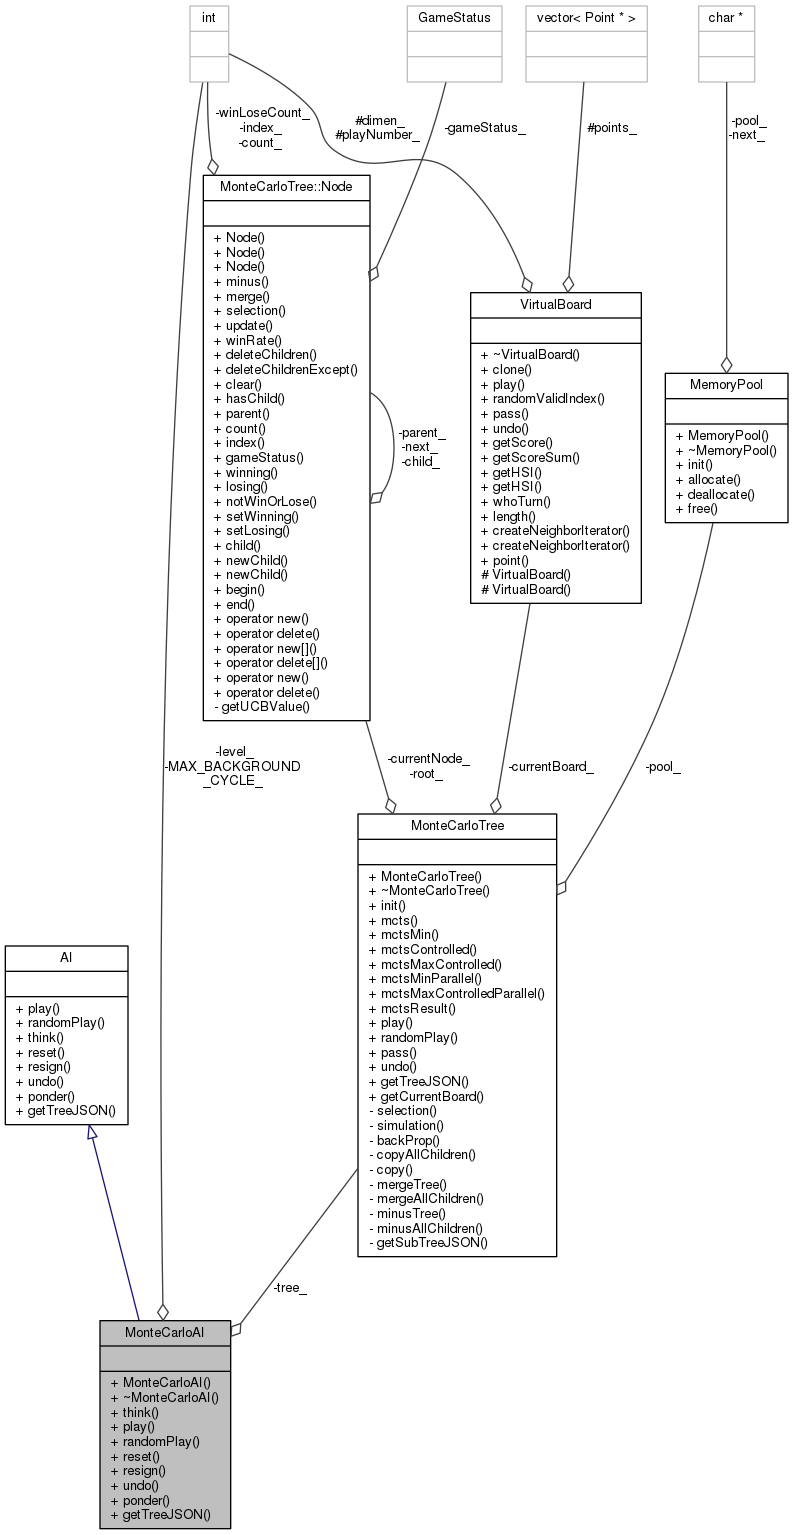 int
GameStatus
vector< Point * >
char *
-winLoseCount_
-index_
-count_
#dimen_
#playNumber_
-gameStatus_
#points_
-pool_
-next_
MonteCarloTree::Node
+ Node()
+ Node()
+ Node()
+ minus()
+ merge()
+ selection()
+ update()
+ winRate()
+ deleteChildren()
+ deleteChildrenExcept()
+ clear()
+ hasChild()
+ parent()
+ count()
+ index()
+ gameStatus()
+ winning()
+ losing()
+ notWinOrLose()
+ setWinning()
+ setLosing()
+ child()
+ newChild()
+ newChild()
+ begin()
+ end()
+ operator new()
+ operator delete()
+ operator new[]()
+ operator delete[]()
+ operator new()
+ operator delete()
- getUCBValue()
-parent_
-next_
-child_
VirtualBoard
+ ~VirtualBoard()
+ clone()
+ play()
+ randomValidIndex()
+ pass()
+ undo()
+ getScore()
+ getScoreSum()
+ getHSI()
+ getHSI()
+ whoTurn()
+ length()
+ createNeighborIterator()
+ createNeighborIterator()
+ point()
# VirtualBoard()
# VirtualBoard()
MemoryPool
+ MemoryPool()
+ ~MemoryPool()
+ init()
+ allocate()
+ deallocate()
+ free()
-level_
-MAX_BACKGROUND
_CYCLE_
-currentNode_
-root_
-currentBoard_
-pool_
MonteCarloTree
+ MonteCarloTree()
+ ~MonteCarloTree()
+ init()
+ mcts()
+ mctsMin()
+ mctsControlled()
+ mctsMaxControlled()
+ mctsMinParallel()
+ mctsMaxControlledParallel()
+ mctsResult()
+ play()
+ randomPlay()
+ pass()
+ undo()
+ getTreeJSON()
+ getCurrentBoard()
- selection()
- simulation()
- backProp()
- copyAllChildren()
- copy()
- mergeTree()
- mergeAllChildren()
- minusTree()
- minusAllChildren()
- getSubTreeJSON()
AI
+ play()
+ randomPlay()
+ think()
+ reset()
+ resign()
+ undo()
+ ponder()
+ getTreeJSON()
-tree_
MonteCarloAI
+ MonteCarloAI()
+ ~MonteCarloAI()
+ think()
+ play()
+ randomPlay()
+ reset()
+ resign()
+ undo()
+ ponder()
+ getTreeJSON()